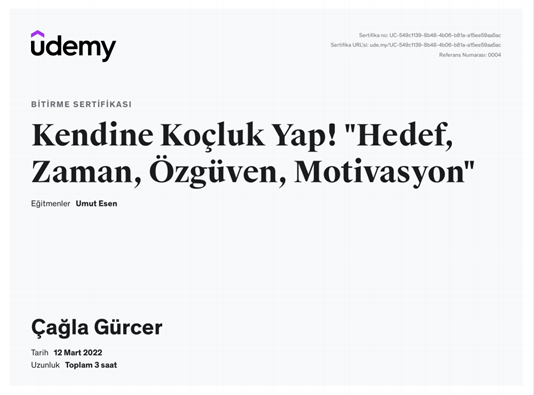 udemy
Sertifika no: UC-549c1139-8b48-4b06-b81a-a15ee59aa6ac
Sertifika URL'si: ude.my/UC-549c1139-8b48-4b06-b81a-a15ee59aa6ac
Referans Numarası: 0004
BİTİRME SERTİFİKASI
Kendine Koçluk Yap! "Hedef,
Zaman, Özgüven, Motivasyon"
Eğitmenler Umut Esen
Çağla Gürcer
Tarih 12 Mart 2022
Uzunluk Toplam 3 saat